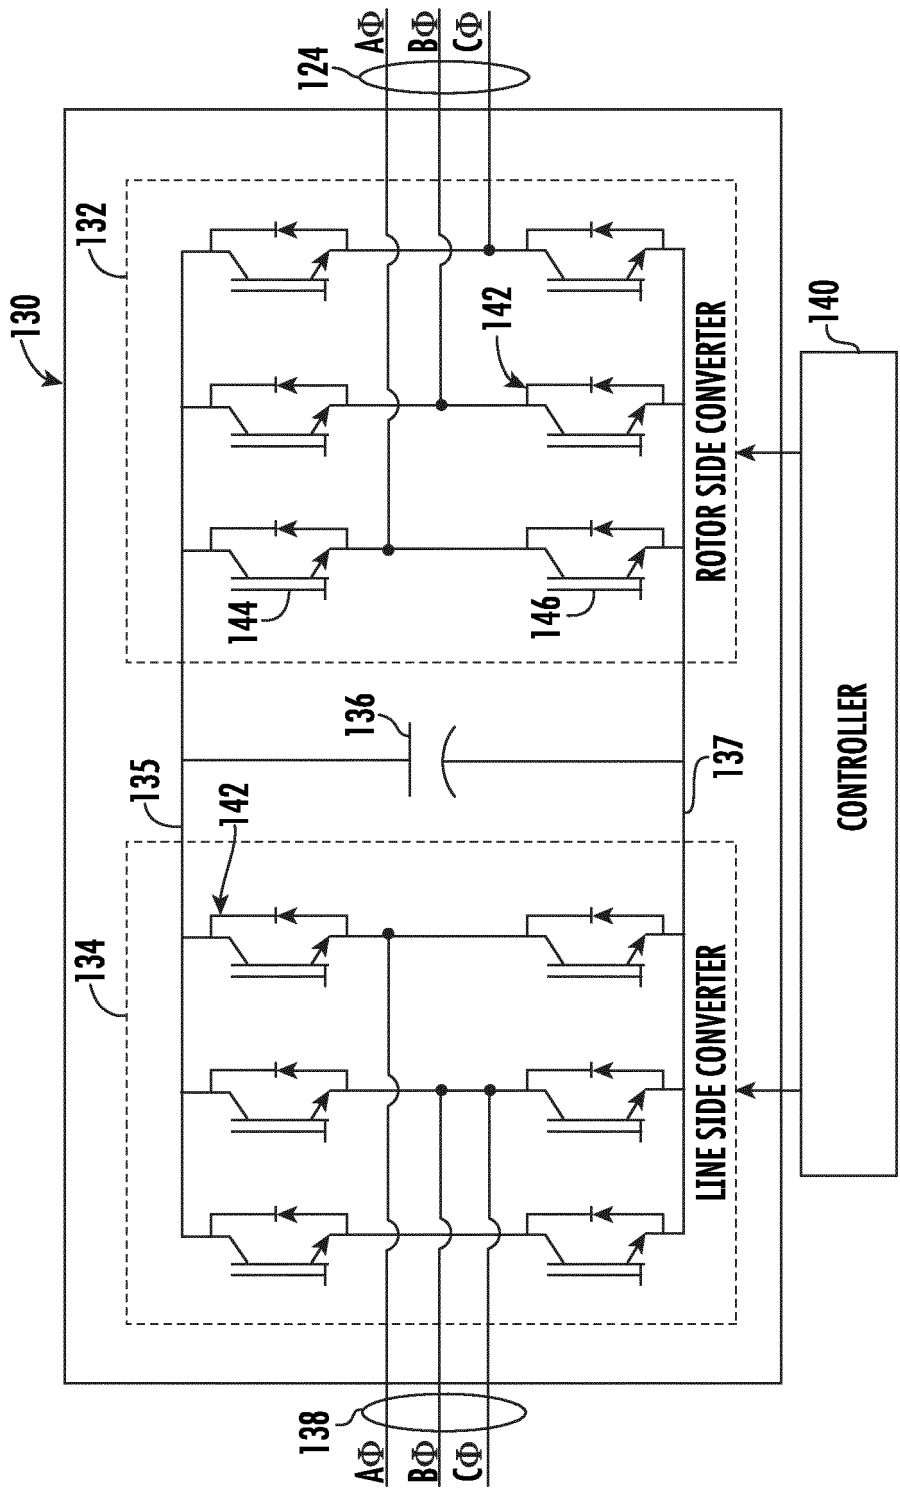 130
134
132
135
142
144
138
124
136
AΦ
AΦ
BΦ
BΦ
CΦ
CΦ
142
146
LINE SIDE CONVERTER
ROTOR SIDE CONVERTER
137
140
CONTROLLER